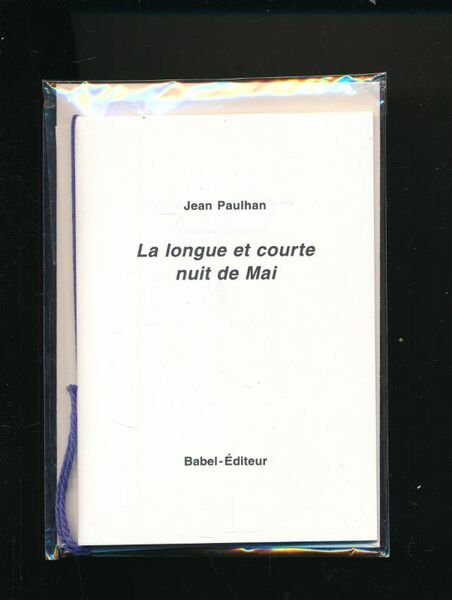 Jean Paulhan
La longue et courte
nuit de Mai
Babel-Éditeur